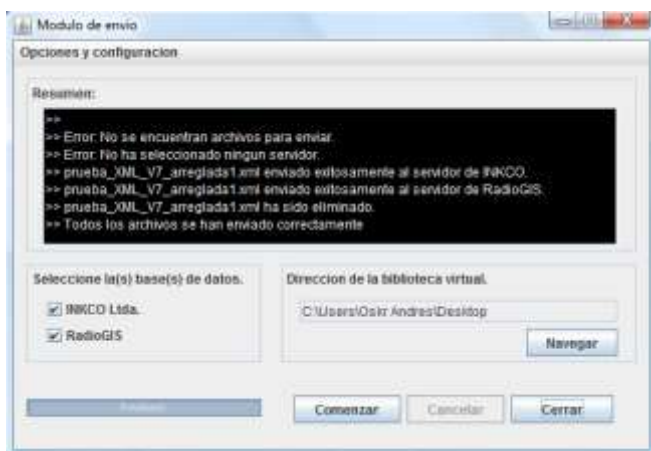 Modulo de envio
Opciones y configuracion
Resumen:
>>
>> Error: No se encuentran archivos para enviar.
>> Error: No ha seleccionado ningun servidor.
>> prueba_XML_V7_arreglada1.xml enviado exitosamente al servidor de INKCO.
>> prueba_XML_V7_arreglada1.xml enviado exitosamente al servidor de RadioGIS.
>> prueba_XML_V7_arreglada1.xml ha sido eliminado.
>> Todos los archivos se han enviado correctamente
Seleccione la(s) base(s) de datos.
INKCO Ltda.
RadioGIS
Direccion de la biblioteca virtual.
C:\Users\Oskr Andres\Desktop
Navegar
Comenzar
Cancelar
Cerrar